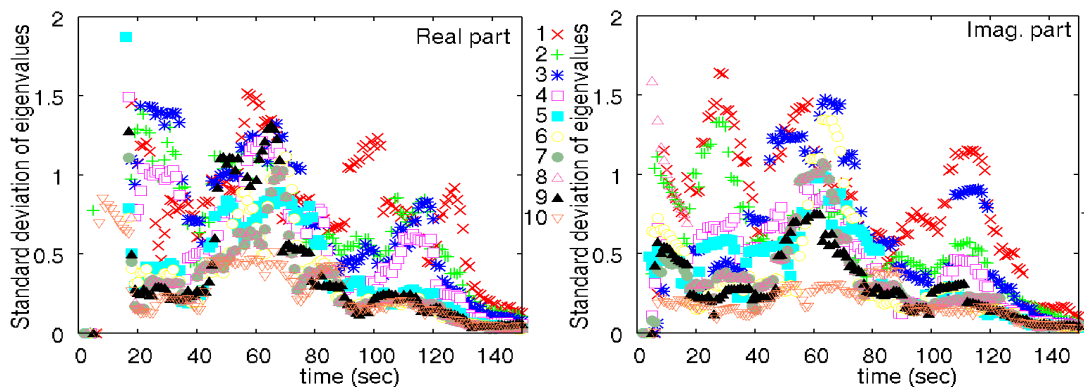 Standard deviation of eigenvalues
2
1.5
1
0.5
0
0 20 40 60 80 100 120 140
time (sec)
Real part
1
2
3
4
5
6
7
8
9
10
Standard deviation of eigenvalues
2
1.5
1
0.5
0
0 20 40 60 80 100 120 140
time (sec)
Imag. part